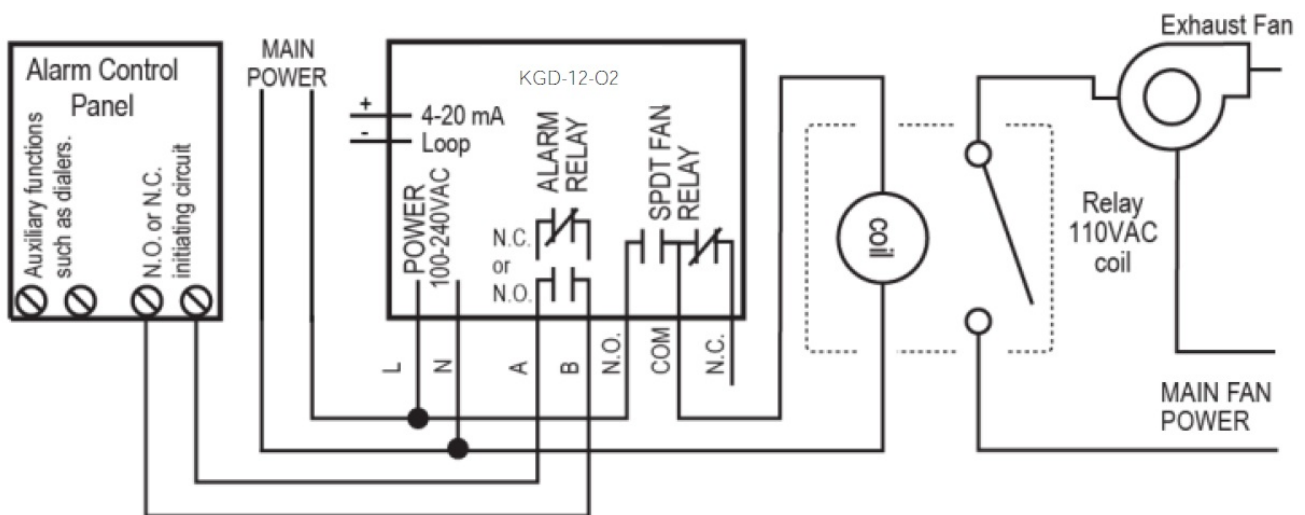 Alarm Control
Panel
Auxiliary functions
such as dialers.
N.O. or N.C.
initiating circuit
MAIN
POWER
KGD-12-O2
+
4-20 mA
-
Loop
POWER
100-240VAC
ALARM
RELAY
N.C.
or
N.O.
SPDT FAN
RELAY
L
N
A
B
N.O.
COM
N.C.
coil
Relay
110VAC
coil
Exhaust Fan
MAIN FAN
POWER